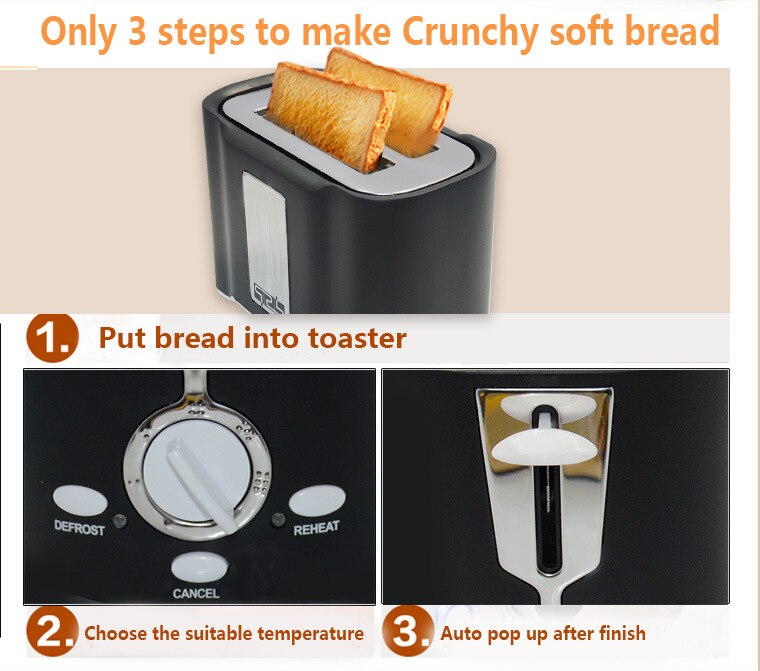 Only 3 steps to make Crunchy soft bread
1. Put bread into toaster
DEFROST
REHEAT
CANCEL
2. Choose the suitable temperature
3. Auto pop up after finish